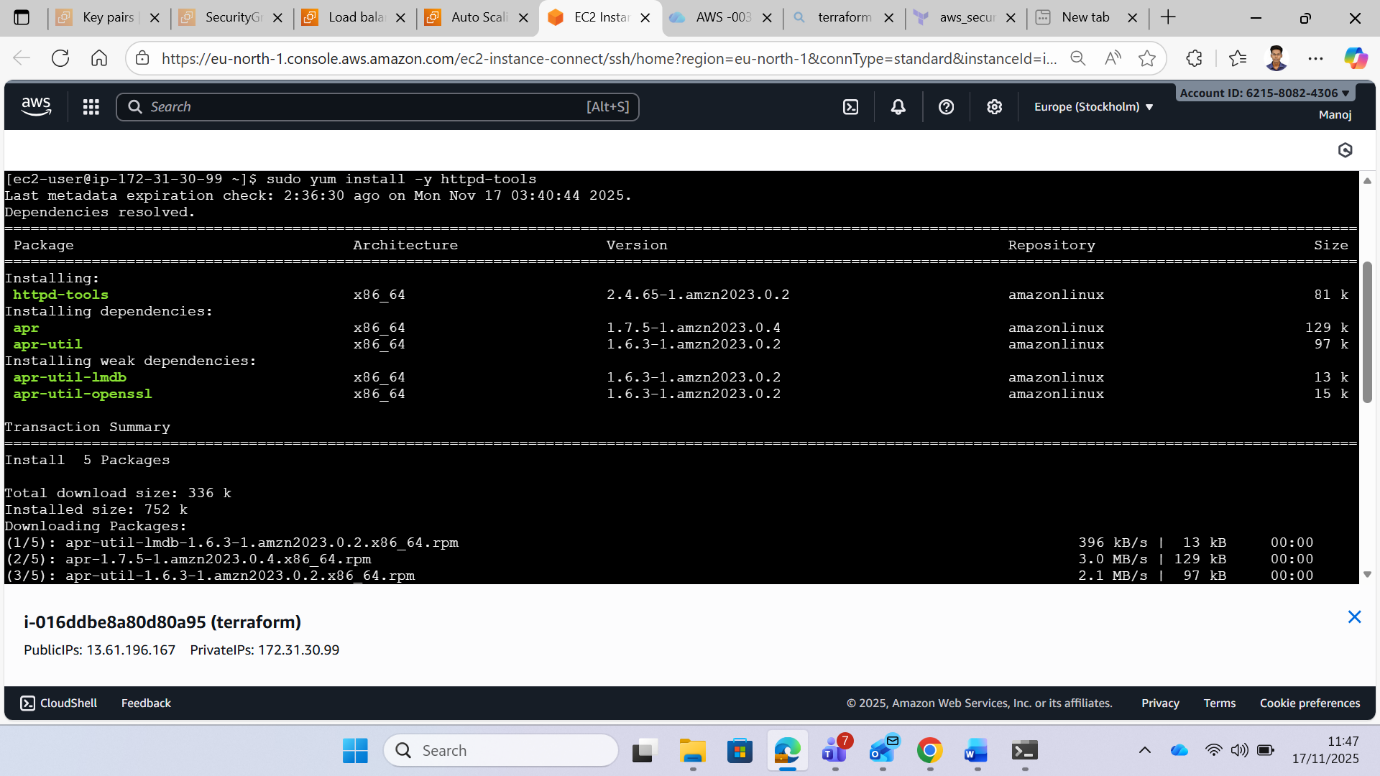 Key pairs
SecurityGr
Load bala
Auto Scali
EC2 Instan
AWS -003
terraform
aws_secur
New tab
https://eu-north-1.console.aws.amazon.com/ec2-instance-connect/ssh/home?region=eu-north-1&connType=standard&instanceId=i...
aws
Search [Alt+S]
Europe (Stockholm) ▼
Account ID: 6215-8082-4306 ▼
Manoj
[ec2-user@ip-172-31-30-99 ~]$ sudo yum install -y httpd-tools
Last metadata expiration check: 2:36:30 ago on Mon Nov 17 03:40:44 2025.
Dependencies resolved.
Package Architecture Version Repository Size
Installing:
httpd-tools x86_64 2.4.65-1.amzn2023.0.2 amazonlinux 81 k
Installing dependencies:
apr x86_64 1.7.5-1.amzn2023.0.4 amazonlinux 129 k
apr-util x86_64 1.6.3-1.amzn2023.0.2 amazonlinux 97 k
Installing weak dependencies:
apr-util-lmdb x86_64 1.6.3-1.amzn2023.0.2 amazonlinux 13 k
apr-util-openssl x86_64 1.6.3-1.amzn2023.0.2 amazonlinux 15 k
Transaction Summary
Install 5 Packages
Total download size: 336 k
Installed size: 752 k
Downloading Packages:
(1/5): apr-util-lmdb-1.6.3-1.amzn2023.0.2.x86_64.rpm 396 kB/s | 13 kB 00:00
(2/5): apr-1.7.5-1.amzn2023.0.4.x86_64.rpm 3.0 MB/s | 129 kB 00:00
(3/5): apr-util-1.6.3-1.amzn2023.0.2.x86_64.rpm 2.1 MB/s | 97 kB 00:00
i-016ddbe8a80d80a95 (terraform)
PublicIPs: 13.61.196.167 PrivateIPs: 172.31.30.99
CloudShell Feedback © 2025, Amazon Web Services, Inc. or its affiliates. Privacy Terms Cookie preferences
Search
7
11:47
17/11/2025